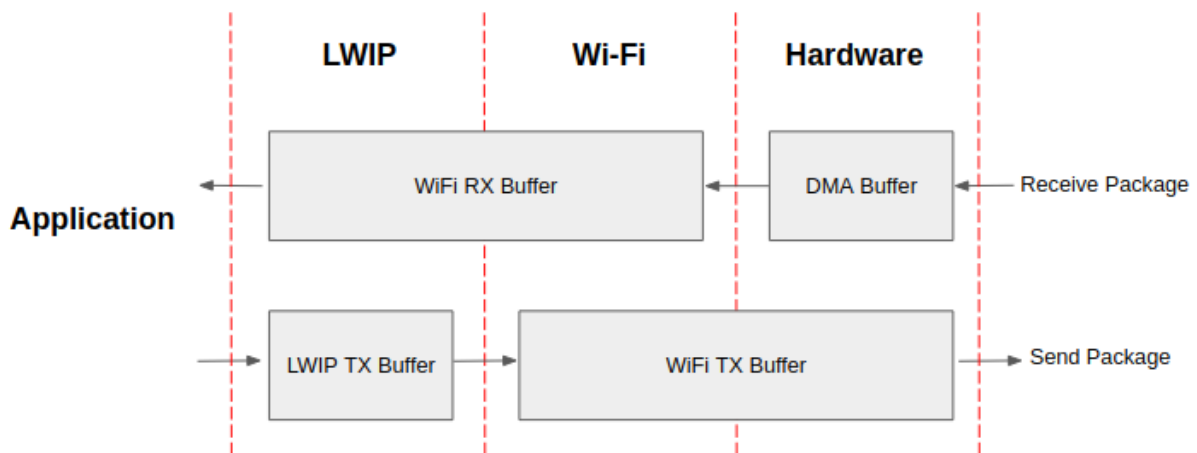 LWIP
Wi-Fi
Hardware
WiFi RX Buffer
DMA Buffer
Receive Package
Application
LWIP TX Buffer
WiFi TX Buffer
Send Package